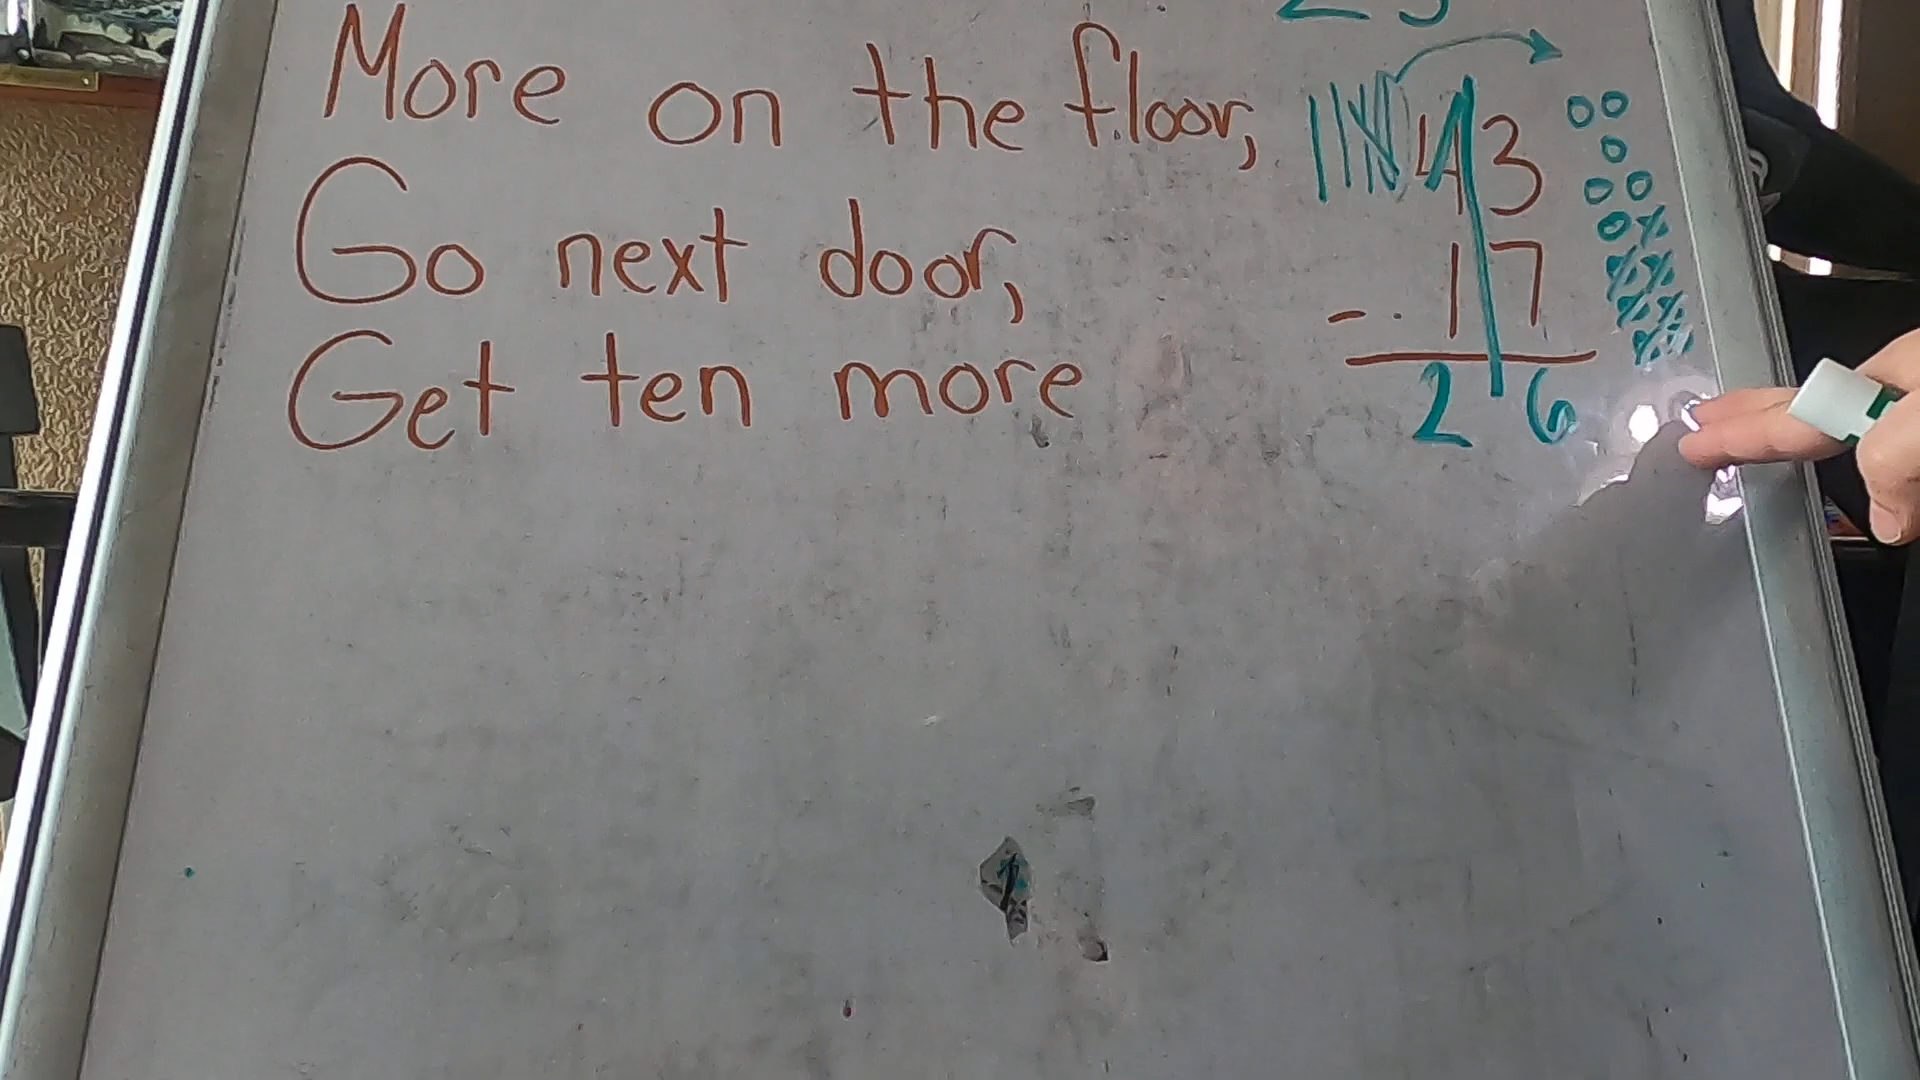 More on the floor,
Go next door,
Get ten more
43
- 17
26